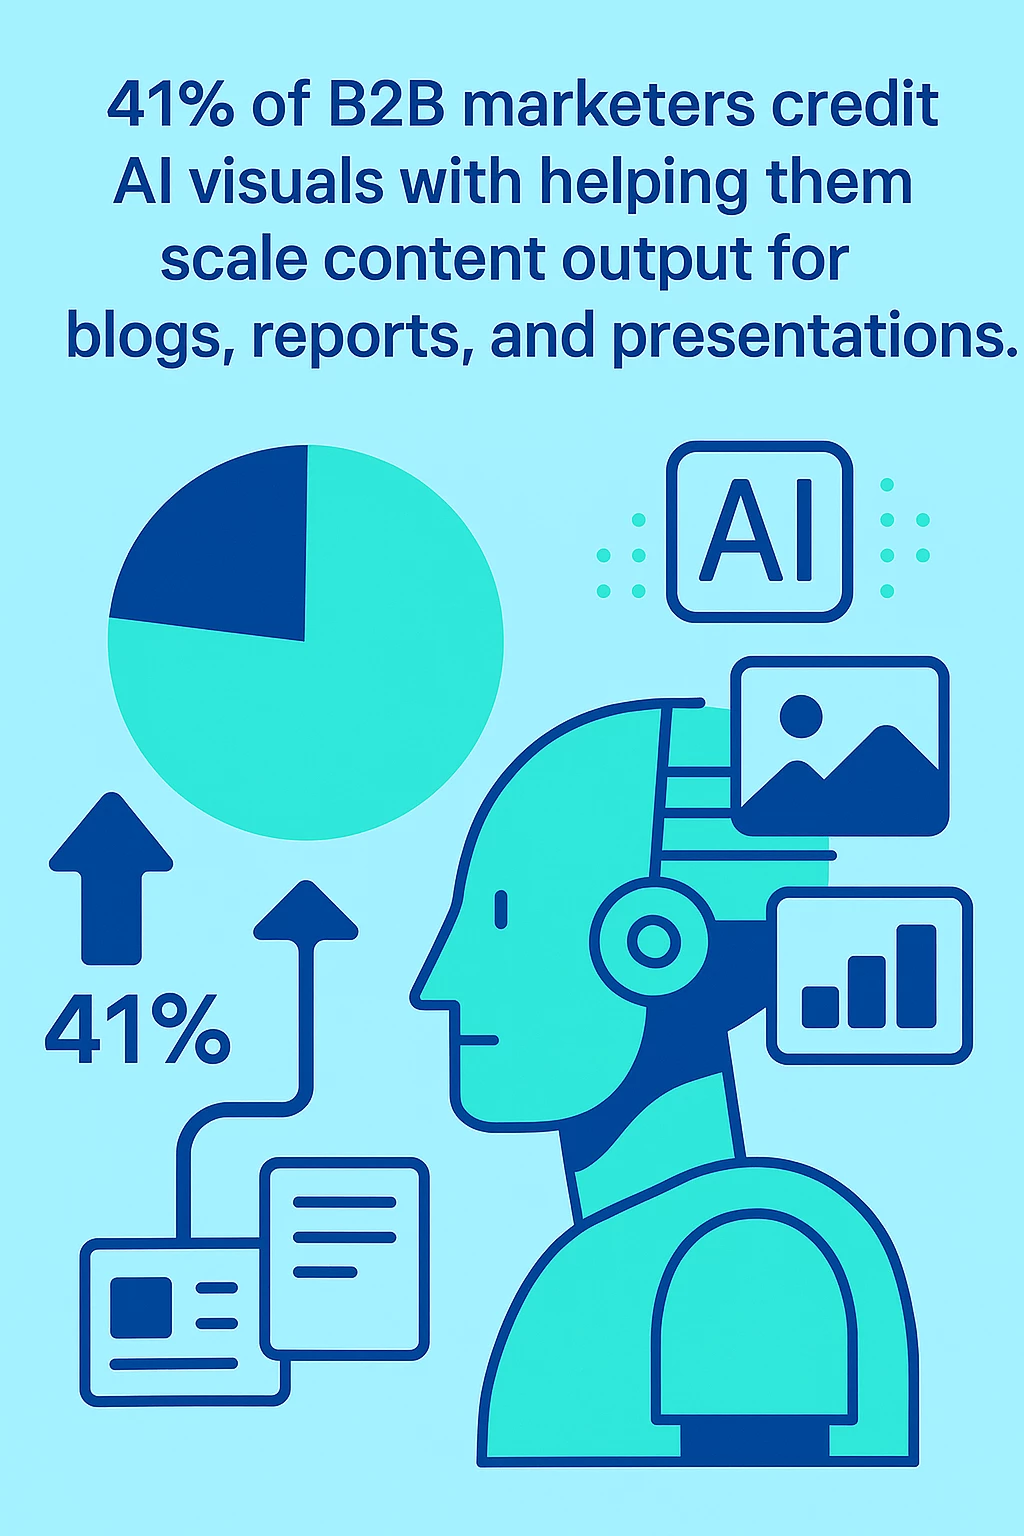 41% of B2B marketers credit
AI visuals with helping them
scale content output for
blogs, reports, and presentations.
AI
41%